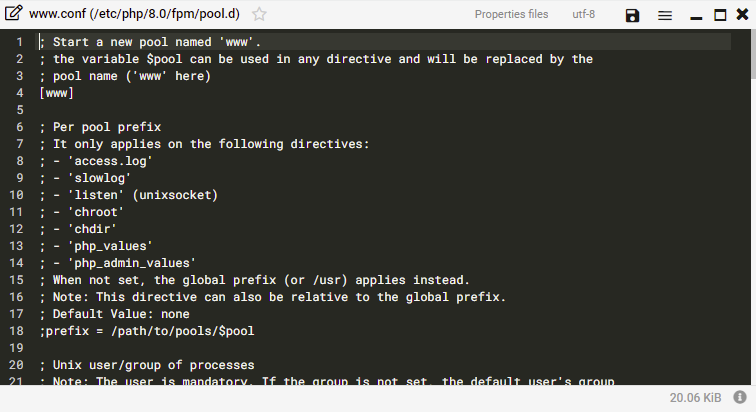 www.conf (/etc/php/8.0/fpm/pool.d)
Properties files
utf-8
1 ; Start a new pool named 'www'.
2 ; the variable $pool can be used in any directive and will be replaced by the
3 ; pool name ('www' here)
4 [www]
5
6 ; Per pool prefix
7 ; It only applies on the following directives:
8 ; - 'access.log'
9 ; - 'slowlog'
10 ; - 'listen' (unixsocket)
11 ; - 'chroot'
12 ; - 'chdir'
13 ; - 'php_values'
14 ; - 'php_admin_values'
15 ; When not set, the global prefix (or /usr) applies instead.
16 ; Note: This directive can also be relative to the global prefix.
17 ; Default Value: none
18 ;prefix = /path/to/pools/$pool
19
20 ; Unix user/group of processes
21 ; Note: The user is mandatory. If the group is not set, the default user's group
20.06 KiB